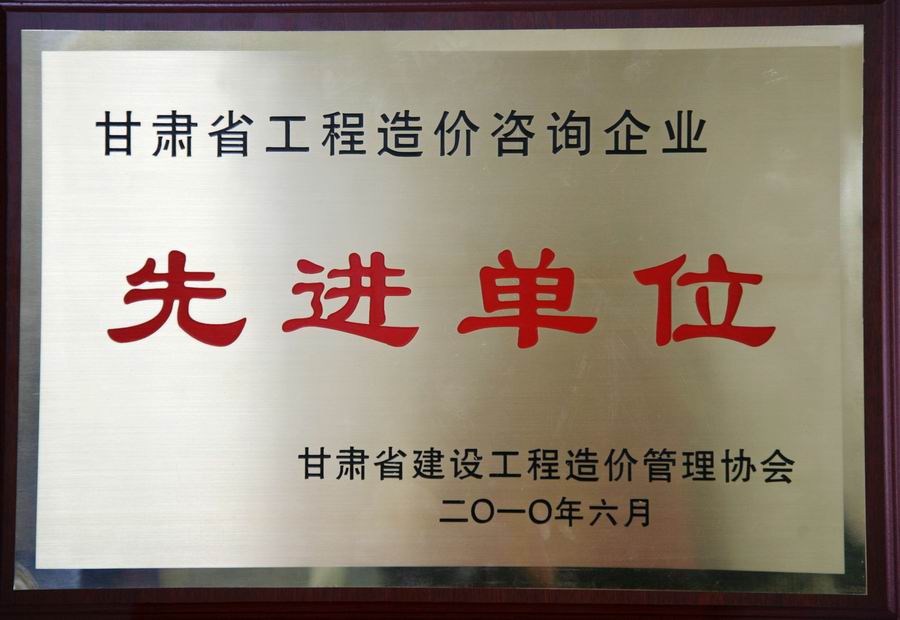 甘肃省工程造价咨询企业
先进单位
甘肃省建设工程造价管理协会
二〇一〇年六月